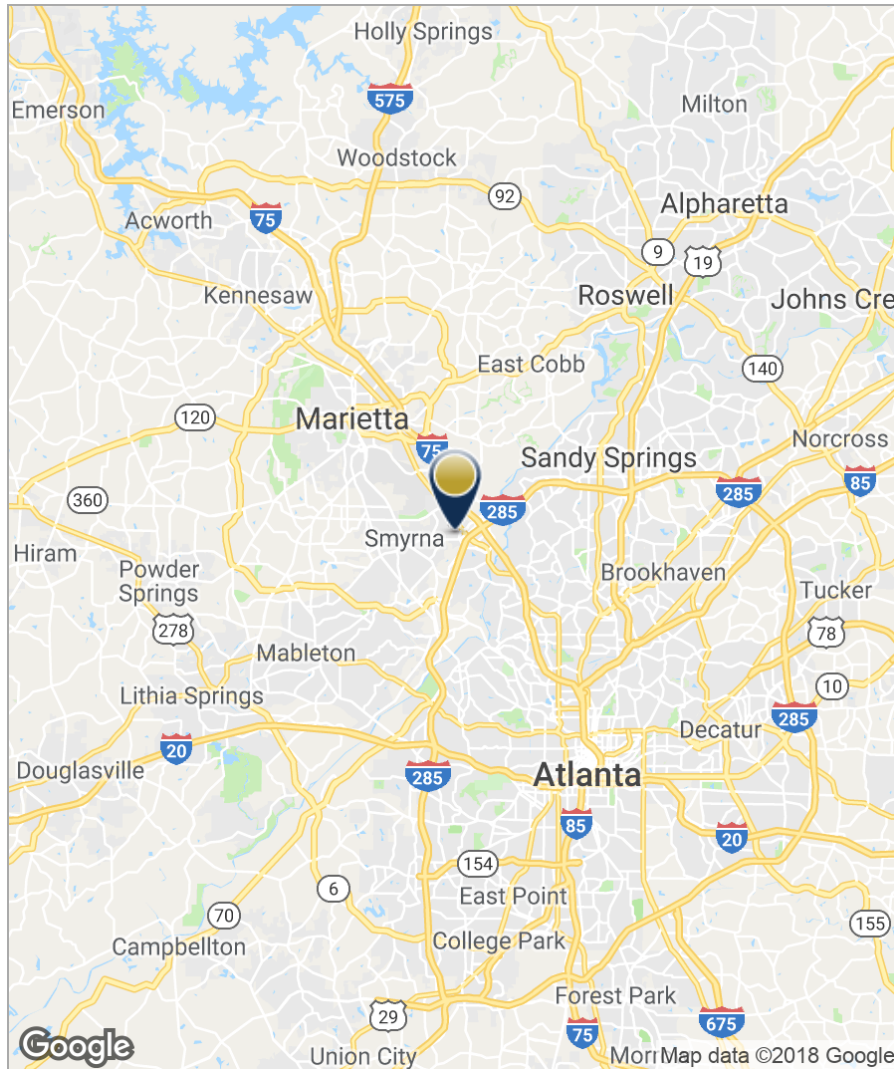 Holly Springs
Emerson
575
Milton
Woodstock
92
Acworth
75
Alpharetta
9
19
Kennesaw
Roswell
Johns Cre
East Cobb
140
120
Marietta
75
Norcross
Sandy Springs
85
285
360
285
Smyrna
Hiram
Powder
Springs
Brookhaven
Tucker
278
78
Mableton
10
Lithia Springs
285
Decatur
20
Douglasville
285
Atlanta
85
20
154
6
East Point
70
155
Campbellton
College Park
Forest Park
29
675
75
Google
Union City
Map data ©2018 Google